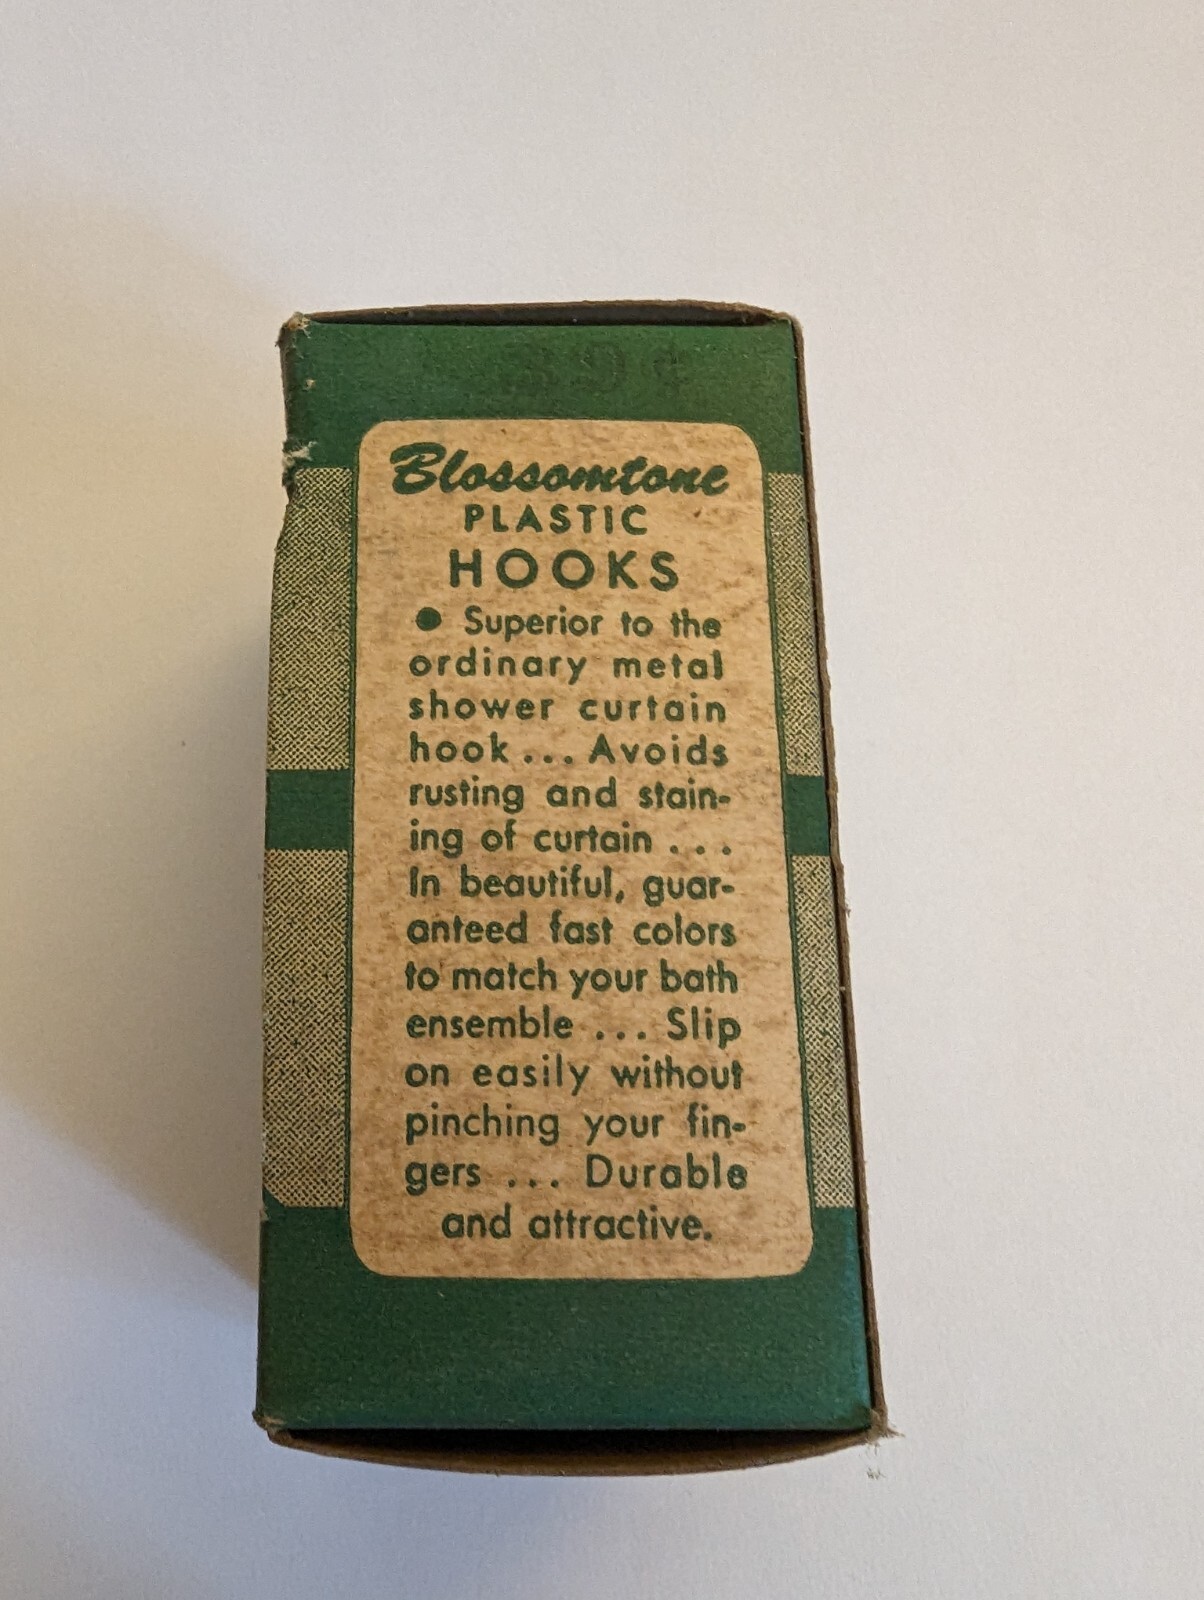 39¢
Blossomtone
PLASTIC
HOOKS
● Superior to the
ordinary metal
shower curtain
hook... Avoids
rusting and stain-
ing of curtain ...
In beautiful, guar-
anteed fast colors
to match your bath
ensemble ... Slip
on easily without
pinching your fin-
gers ... Durable
and attractive.